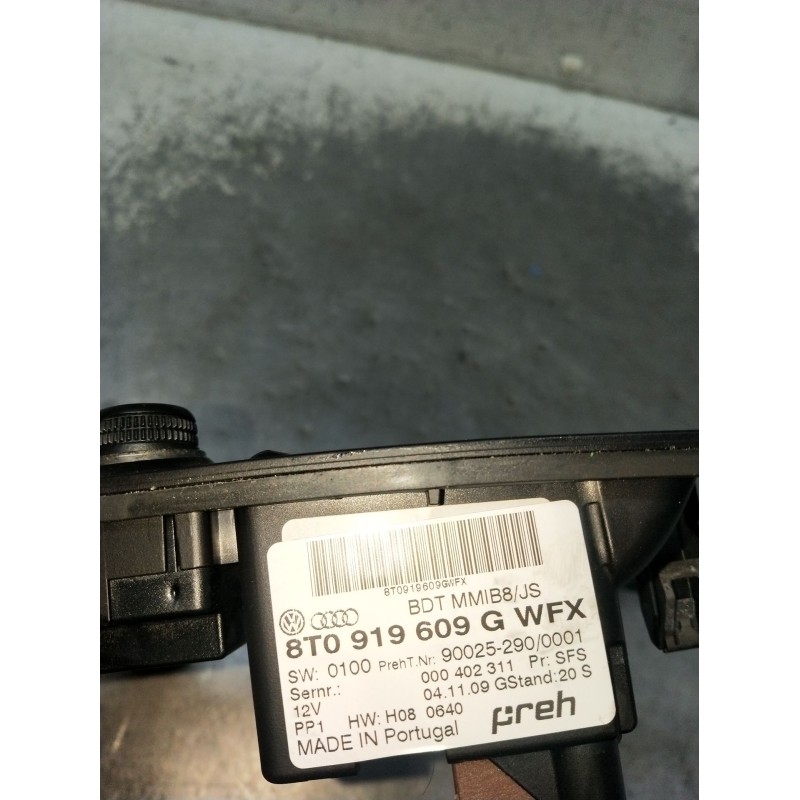 8T0919609GWFX
BDT MMIB8/JS
8T0 919 609 G WFX
SW: 0100 PrehT.Nr: 90025-290/0001
Sernr.: 000 402 311 Pr: SFS
12V 04.11.09 GStand:20 S
PP1 HW: H08 0640
MADE IN Portugal preh